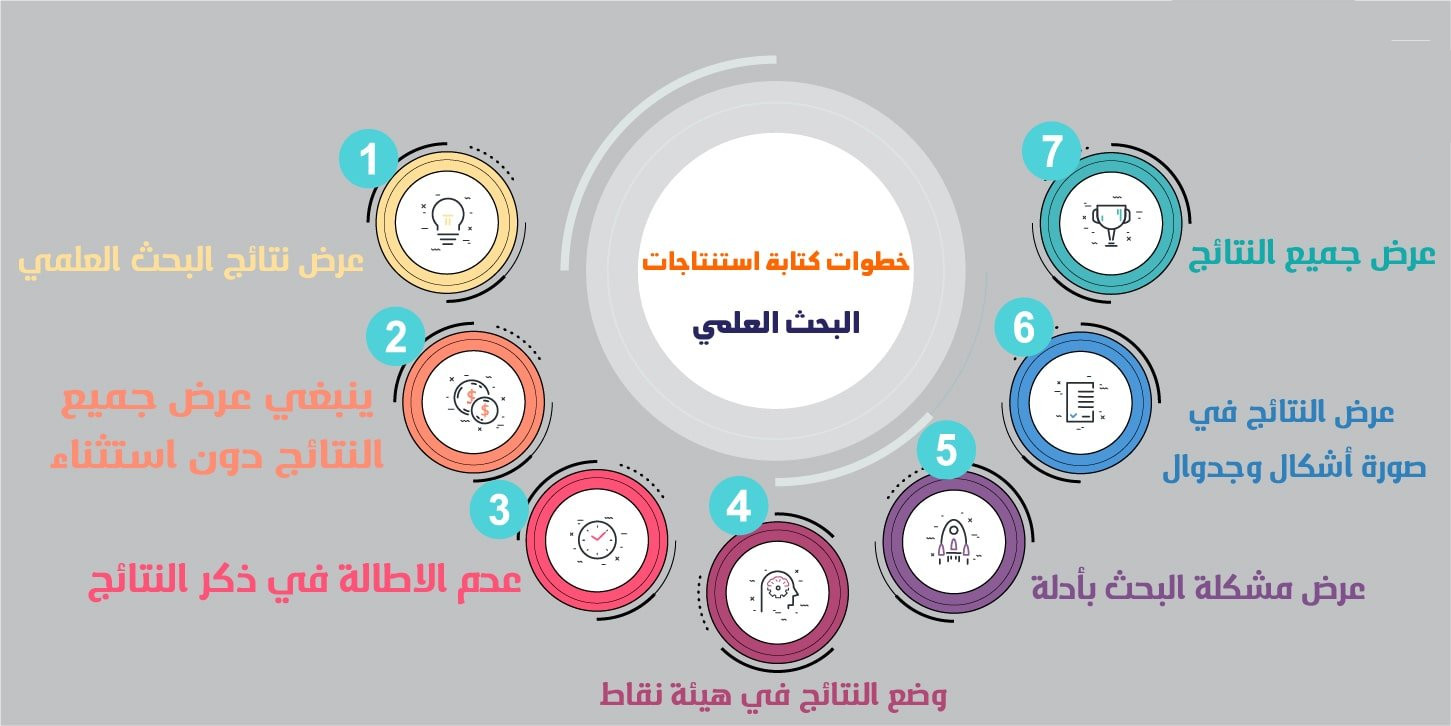 خطوات كتابة استنتاجات
البحث العلمي
1
عرض نتائج البحث العلمي
2
ينبغي عرض جميع
النتائج دون استثناء
3
عدم الاطالة في ذكر النتائج
4
وضع النتائج في هيئة نقاط
5
عرض مشكلة البحث بأدلة
6
عرض النتائج في
صورة أشكال وجدوال
7
عرض جميع النتائج